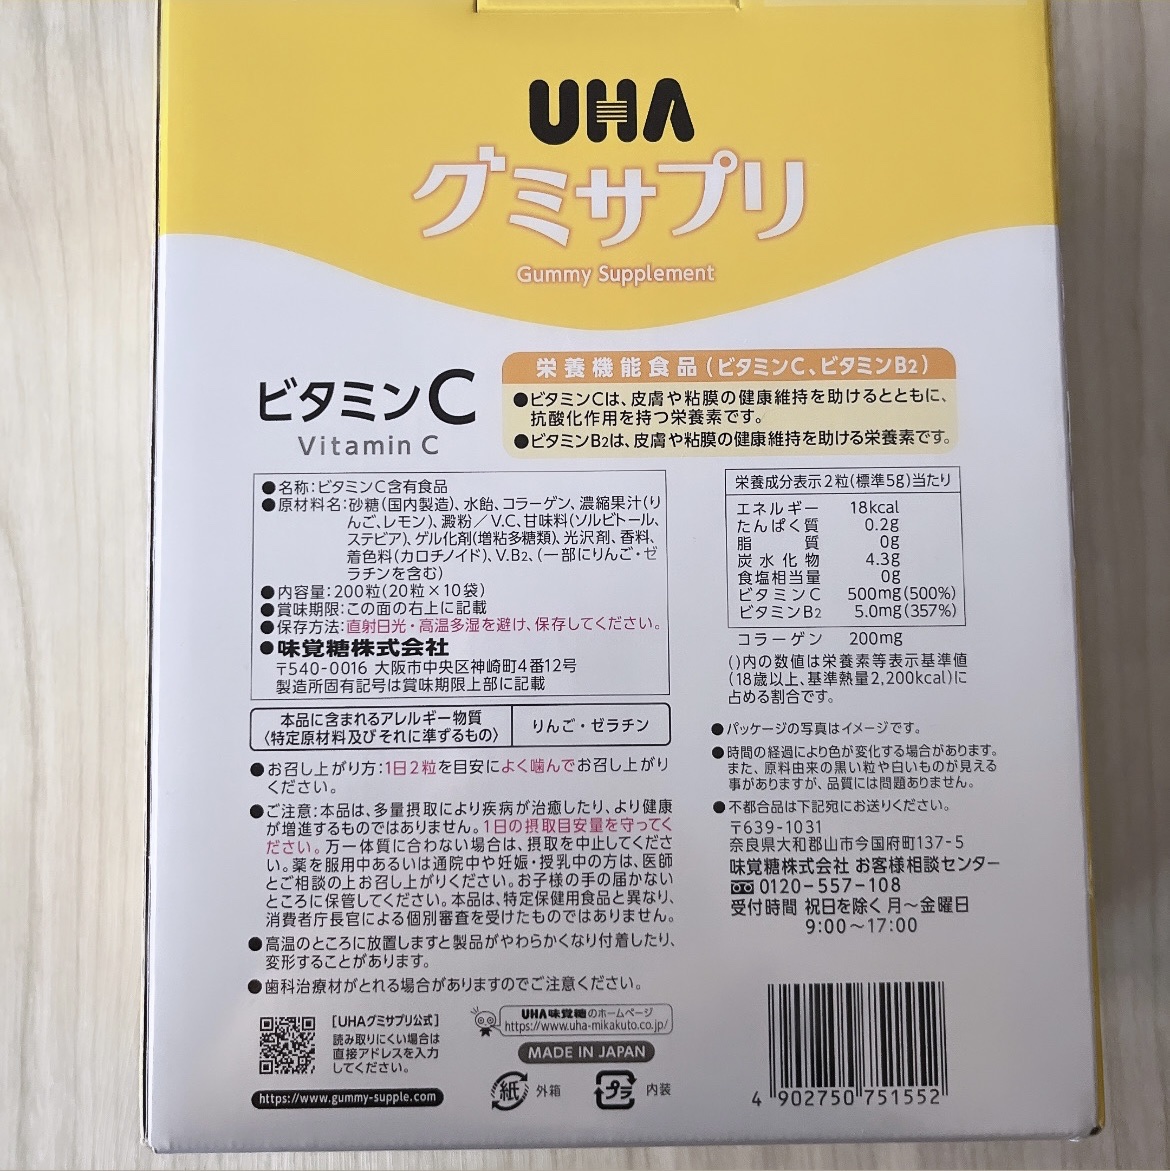 UHA
グミサプリ
Gummy Supplement
ビタミンC
Vitamin C
栄養機能食品(ビタミンC、ビタミンB2)
●ビタミンCは、皮膚や粘膜の健康維持を助けるとともに、
抗酸化作用を持つ栄養素です。
●ビタミンB2は、皮膚や粘膜の健康維持を助ける栄養素です。
●名称:ビタミンC含有食品
●原材料名:砂糖(国内製造)、水飴、コラーゲン、濃縮果汁(り
んご、レモン)、澱粉/V.C、甘味料(ソルビトール、
ステビア)、ゲル化剤(増粘多糖類)、光沢剤、香料、
着色料(カロチノイド)、V.B2、(一部にりんご・ゼ
ラチンを含む)
●内容量:200粒(20粒×10袋)
●賞味期限:この面の右上に記載
●保存方法:直射日光・高温多湿を避け、保存してください。
●味覚糖株式会社
〒540-0016 大阪市中央区神崎町4番12号
製造所固有記号は賞味期限上部に記載
本品に含まれるアレルギー物質
〈特定原材料及びそれに準ずるもの〉
りんご・ゼラチン
●お召し上がり方:1日2粒を目安によく噛んでお召し上がり
ください。
●ご注意:本品は、多量摂取により疾病が治癒したり、より健康
が増進するものではありません。1日の摂取目安量を守ってく
ださい。万一体質に合わない場合は、摂取を中止してくださ
い。薬を服用中あるいは通院中や妊娠・授乳中の方は、医師
とご相談の上お召し上がりください。お子様の手の届かない
ところに保管してください。本品は、特定保健用食品と異なり、
消費者庁長官による個別審査を受けたものではありません。
●高温のところに放置しますと製品がやわらかくなり付着したり、
変形することがあります。
●歯科治療材がとれる場合がありますのでご注意ください。
[UHAグミサプリ公式]
読み取りにくい場合は
直接アドレスを入力
してください。
https://www.gummy-supple.com
UHA味覚糖のホームページ
https://www.uha-mikakuto.co.jp/
MADE IN JAPAN
紙 外箱
プラ 内装
栄養成分表示2粒(標準5g)当たり
エネルギー 18kcal
たんぱく質 0.2g
脂質 0g
炭水化物 4.3g
食塩相当量 0g
ビタミンC 500mg(500%)
ビタミンB2 5.0mg(357%)
コラーゲン 200mg
()内の数値は栄養素等表示基準値
(18歳以上、基準熱量2,200kcal)に
占める割合です。
●パッケージの写真はイメージです。
●時間の経過により色が変化する場合があります。
また、原料由来の黒い粒や白いものが見える
事がありますが、品質には問題ありません。
●不都合品は下記宛にお送りください。
〒639-1031
奈良県大和郡山市今国府町137-5
味覚糖株式会社 お客様相談センター
0120-557-108
受付時間 祝日を除く 月~金曜日
9:00~17:00
4 902750 751552